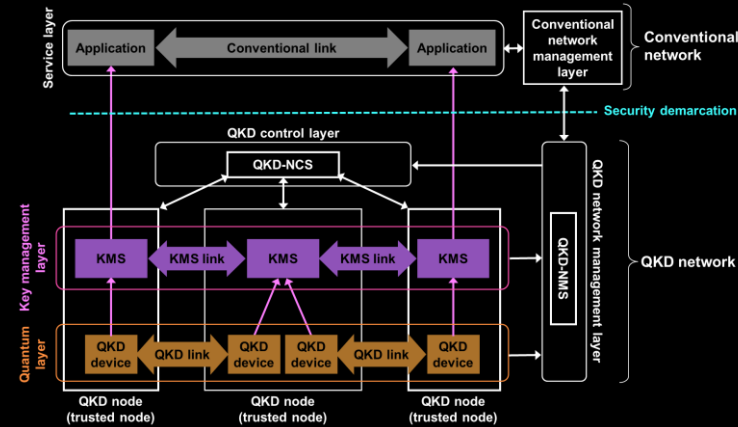 Service layer
Application
Conventional link
Application
Conventional
network
management
layer
Conventional
network
Security demarcation
QKD control layer
QKD-NCS
Key management
layer
KMS
KMS link
KMS
KMS link
KMS
QKD-NMS
QKD network management layer
QKD network
Quantum
layer
QKD
device
QKD link
QKD
device
QKD
device
QKD link
QKD
device
QKD node
(trusted node)
QKD node
(trusted node)
QKD node
(trusted node)